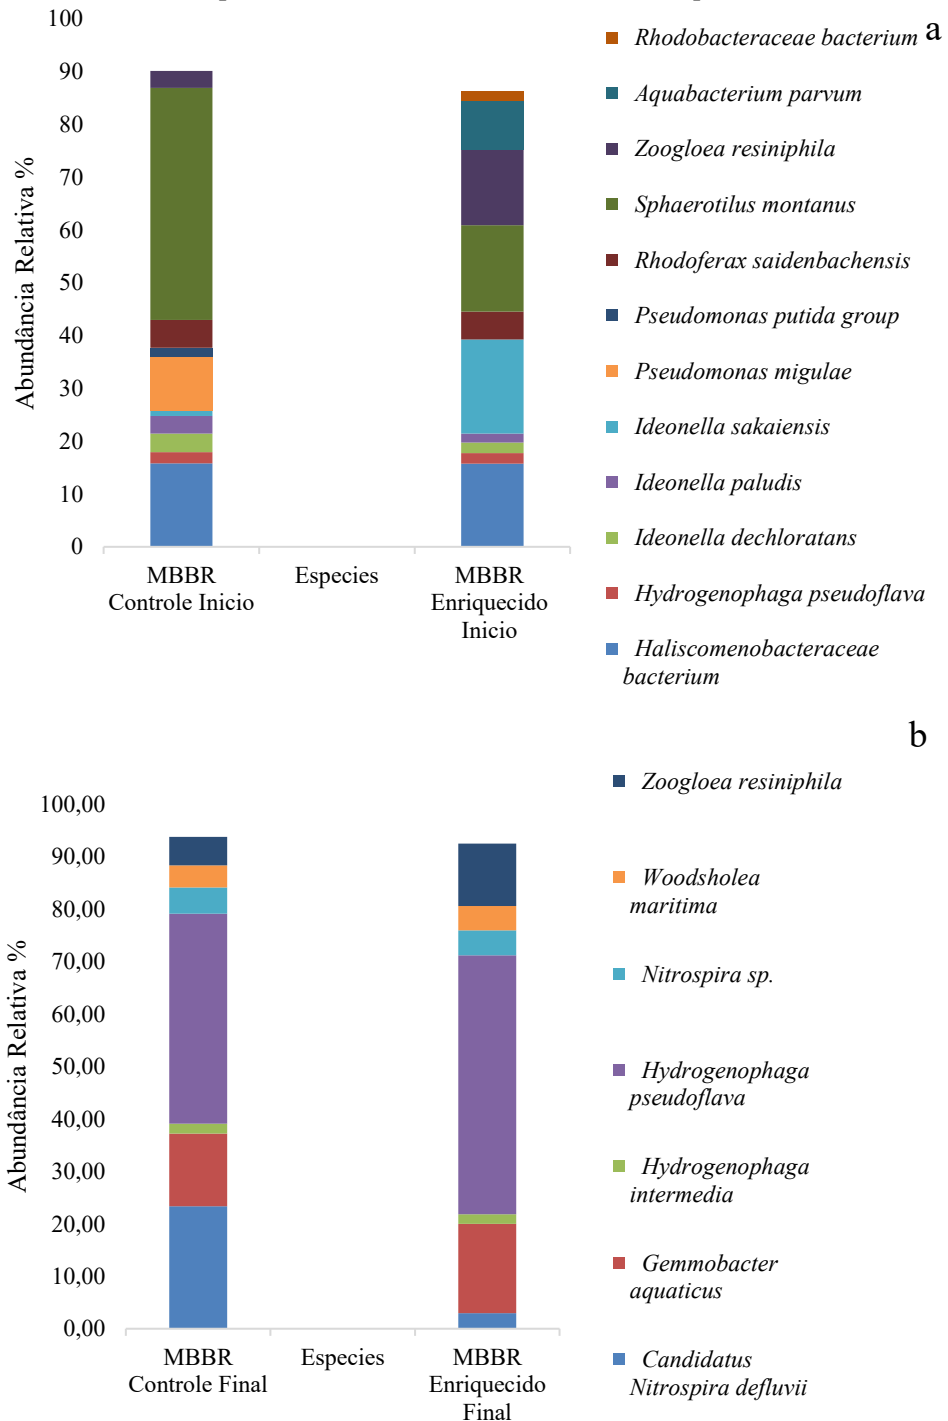 100
90
80
70
60
50
40
30
20
10
0
Abundância Relativa %
MBBR
Controle Inicio
Especies
MBBR
Enriquecido
Inicio
a
Rhodobacteraceae bacterium
Aquabacterium parvum
Zoogloea resiniphila
Sphaerotilus montanus
Rhodoferax saidenbachensis
Pseudomonas putida group
Pseudomonas migulae
Ideonella sakaiensis
Ideonella paludis
Ideonella dechloratans
Hydrogenophaga pseudoflava
Haliscomenobacteraceae
bacterium
b
100,00
90,00
80,00
70,00
60,00
50,00
40,00
30,00
20,00
10,00
0,00
Abundância Relativa %
MBBR
Controle Final
Especies
MBBR
Enriquecido
Final
Zoogloea resiniphila
Woodsholea
maritima
Nitrospira sp.
Hydrogenophaga
pseudoflava
Hydrogenophaga
intermedia
Gemmobacter
aquaticus
Candidatus
Nitrospira defluvii